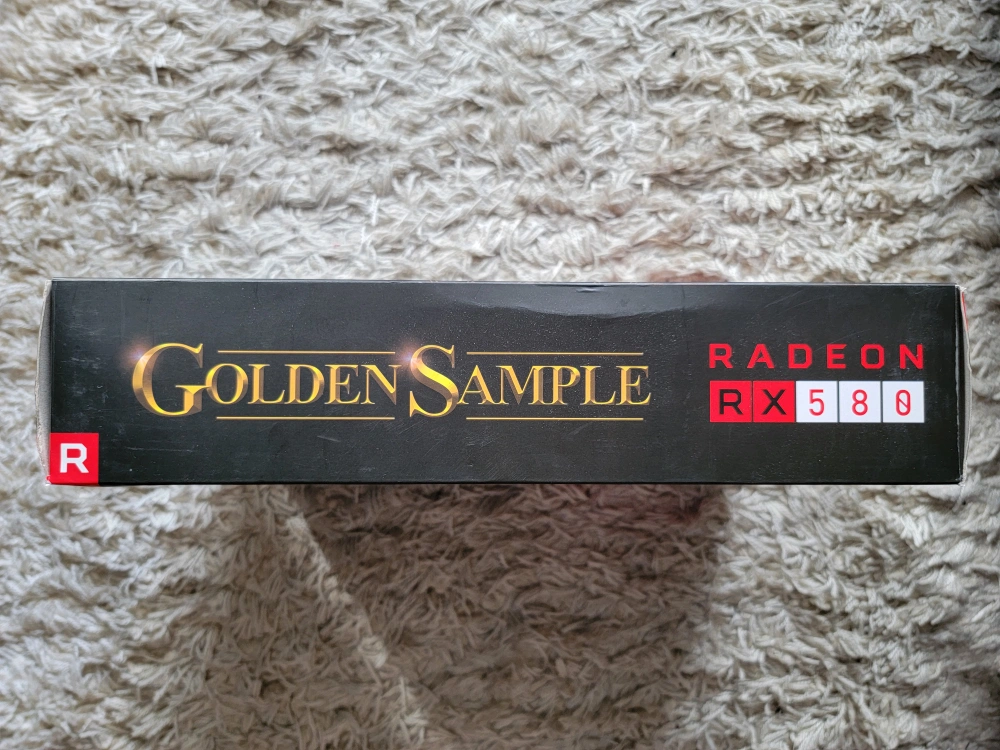 GOLDEN SAMPLE
RADEON
RX 580
R